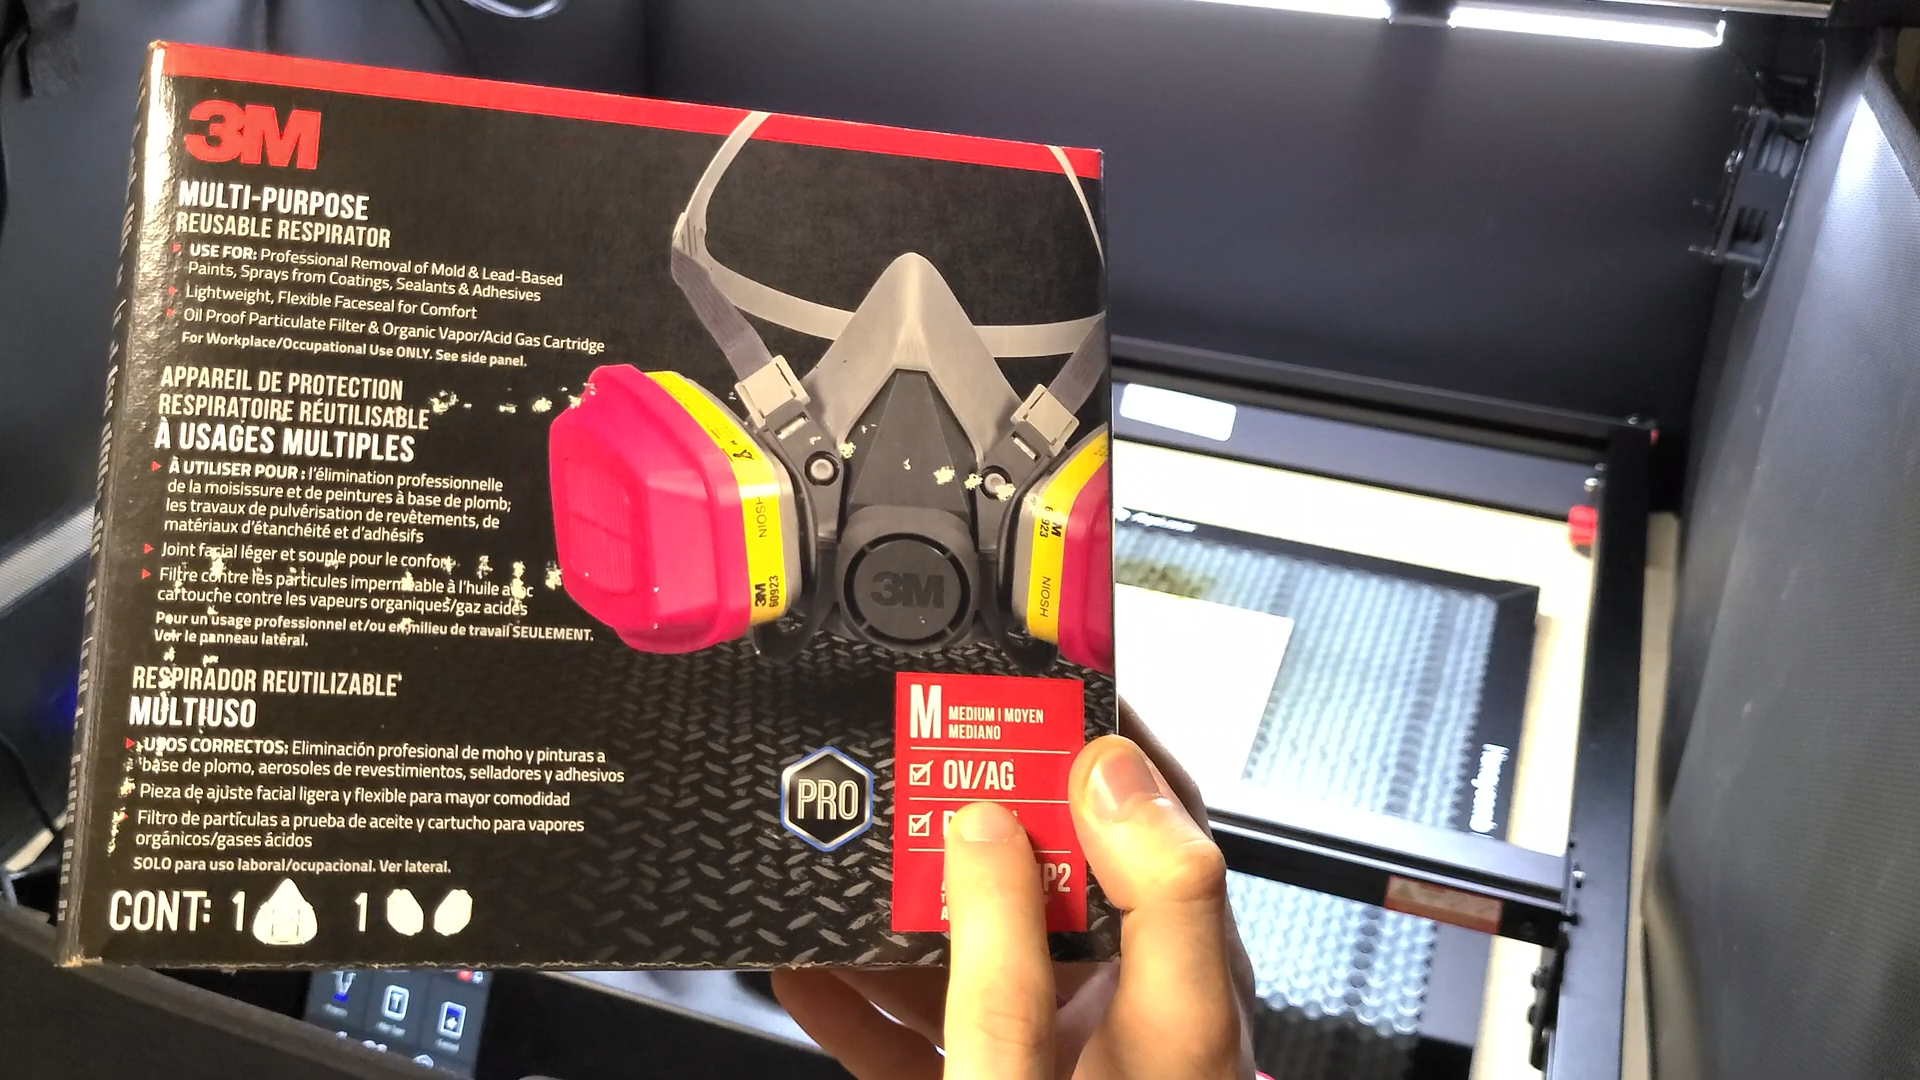 3M
MULTI-PURPOSE
REUSABLE RESPIRATOR
USE FOR: Professional Removal of Mold & Lead-Based
Paints, Sprays from Coatings, Sealants & Adhesives
Lightweight, Flexible Faceseal for Comfort
Oil Proof Particulate Filter & Organic Vapor/Acid Gas Cartridge
For Workplace/Occupational Use ONLY. See side panel.
APPAREIL DE PROTECTION
RESPIRATOIRE RÉUTILISABLE
À USAGES MULTIPLES
À UTILISER POUR : l'élimination professionnelle
de la moisissure et de peintures à base de plomb;
les travaux de pulvérisation de revêtements, de
matériaux d'étanchéité et d'adhésifs
Joint facial léger et souple pour le confort
Filtre contre les particules imperméable à l'huile avec
cartouche contre les vapeurs organiques/gaz acides
Pour un usage professionnel et/ou en milieu de travail SEULEMENT.
Voir le panneau latéral.
RESPIRADOR REUTILIZABLE
MULTIUSO
USOS CORRECTOS: Eliminación profesional de moho y pinturas a
base de plomo, aerosoles de revestimientos, selladores y adhesivos
Pieza de ajuste facial ligera y flexible para mayor comodidad
Filtro de partículas a prueba de aceite y cartucho para vapores
orgánicos/gases ácidos
SOLO para uso laboral/ocupacional. Ver lateral.
CONT: 1 1
NIOSH
3M
60923
3M
3M
NIOSH
PRO
M MEDIUM | MOYEN
MEDIANO
OV/AG